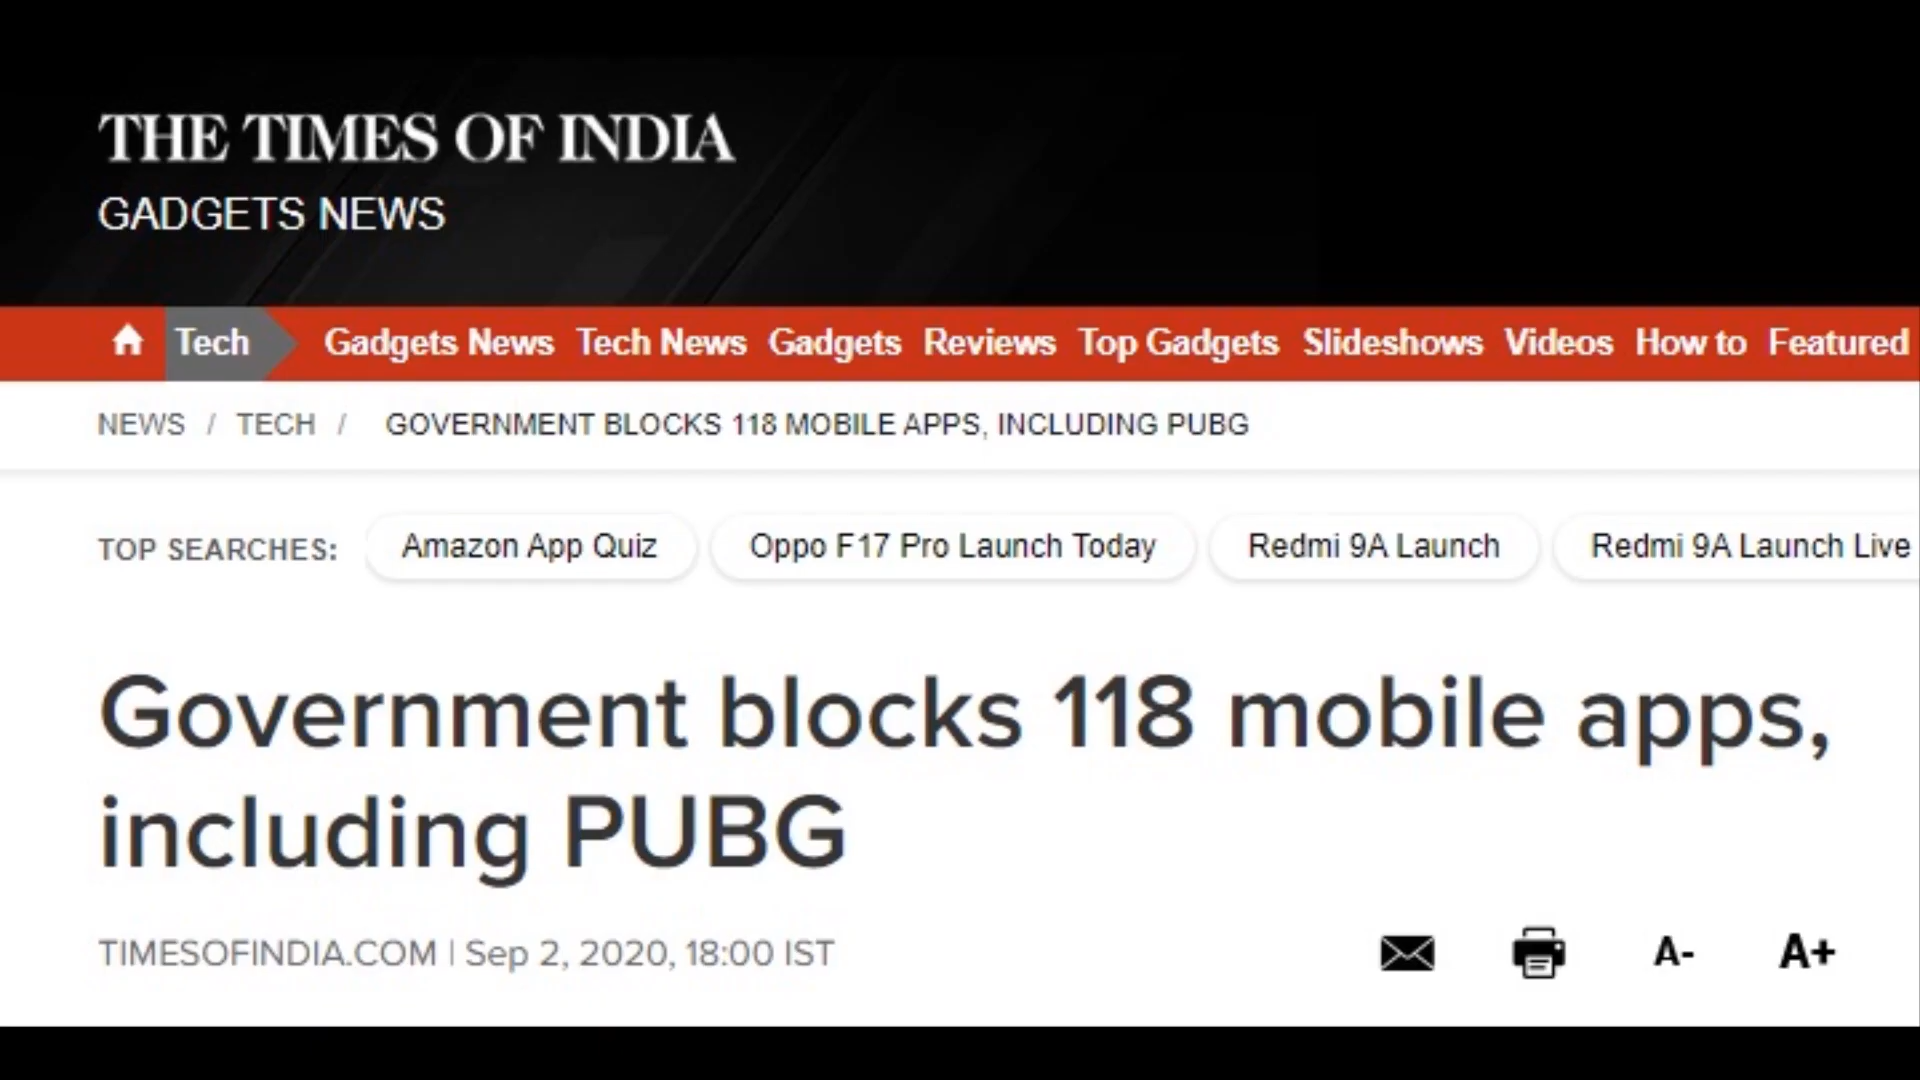 THE TIMES OF INDIA
GADGETS NEWS
Tech Gadgets News Tech News Gadgets Reviews Top Gadgets Slideshows Videos How to Featured
NEWS / TECH / GOVERNMENT BLOCKS 118 MOBILE APPS, INCLUDING PUBG
TOP SEARCHES: Amazon App Quiz Oppo F17 Pro Launch Today Redmi 9A Launch Redmi 9A Launch Live
Government blocks 118 mobile apps,
including PUBG
TIMESOFINDIA.COM | Sep 2, 2020, 18:00 IST A- A+